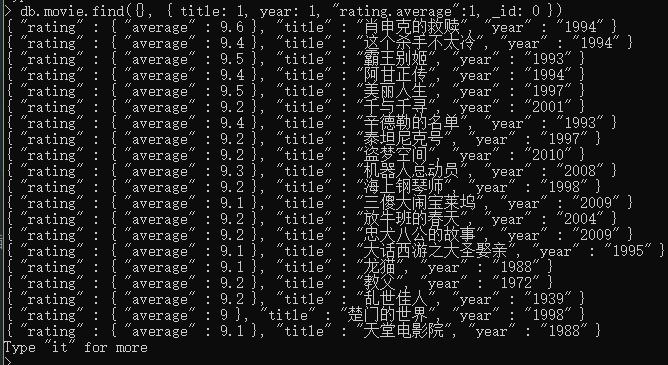 > db.movie.find({}, { title: 1, year: 1, "rating.average":1, _id: 0 })
{ "rating" : { "average" : 9.6 }, "title" : "肖申克的救赎", "year" : "1994" }
{ "rating" : { "average" : 9.4 }, "title" : "这个杀手不太冷", "year" : "1994" }
{ "rating" : { "average" : 9.5 }, "title" : "霸王别姬", "year" : "1993" }
{ "rating" : { "average" : 9.4 }, "title" : "阿甘正传", "year" : "1994" }
{ "rating" : { "average" : 9.5 }, "title" : "美丽人生", "year" : "1997" }
{ "rating" : { "average" : 9.2 }, "title" : "千与千寻", "year" : "2001" }
{ "rating" : { "average" : 9.4 }, "title" : "辛德勒的名单", "year" : "1993" }
{ "rating" : { "average" : 9.2 }, "title" : "泰坦尼克号", "year" : "1997" }
{ "rating" : { "average" : 9.2 }, "title" : "盗梦空间", "year" : "2010" }
{ "rating" : { "average" : 9.3 }, "title" : "机器人总动员", "year" : "2008" }
{ "rating" : { "average" : 9.2 }, "title" : "海上钢琴师", "year" : "1998" }
{ "rating" : { "average" : 9.1 }, "title" : "三傻大闹宝莱坞", "year" : "2009" }
{ "rating" : { "average" : 9.2 }, "title" : "放牛班的春天", "year" : "2004" }
{ "rating" : { "average" : 9.2 }, "title" : "忠犬八公的故事", "year" : "2009" }
{ "rating" : { "average" : 9.1 }, "title" : "大话西游之大圣娶亲", "year" : "1995" }
{ "rating" : { "average" : 9.1 }, "title" : "龙猫", "year" : "1988" }
{ "rating" : { "average" : 9.2 }, "title" : "教父", "year" : "1972" }
{ "rating" : { "average" : 9.2 }, "title" : "乱世佳人", "year" : "1939" }
{ "rating" : { "average" : 9 }, "title" : "楚门的世界", "year" : "1998" }
{ "rating" : { "average" : 9.1 }, "title" : "天堂电影院", "year" : "1988" }
Type "it" for more
>